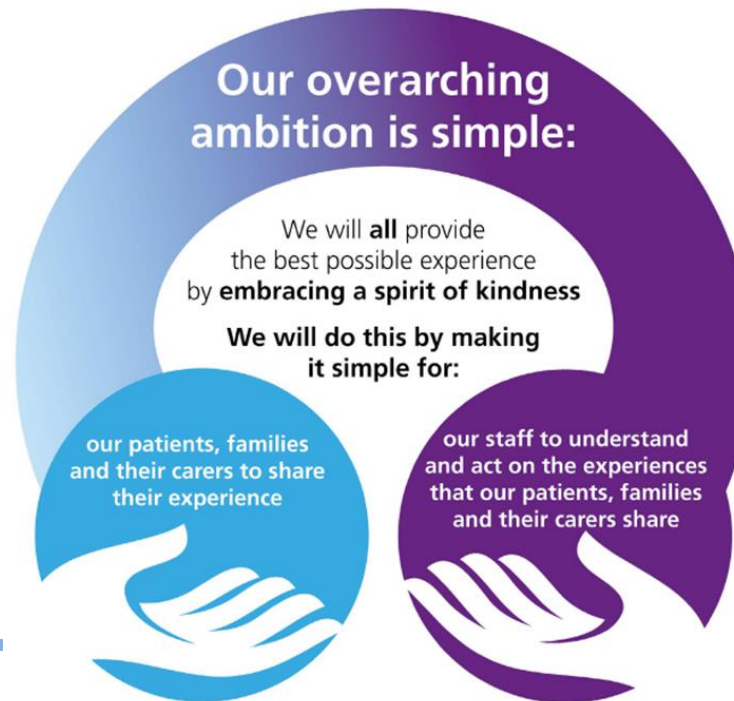 Our overarching
ambition is simple:
We will all provide
the best possible experience
by embracing a spirit of kindness
We will do this by making
it simple for:
our patients, families
and their carers to share
their experience
our staff to understand
and act on the experiences
that our patients, families
and their carers share